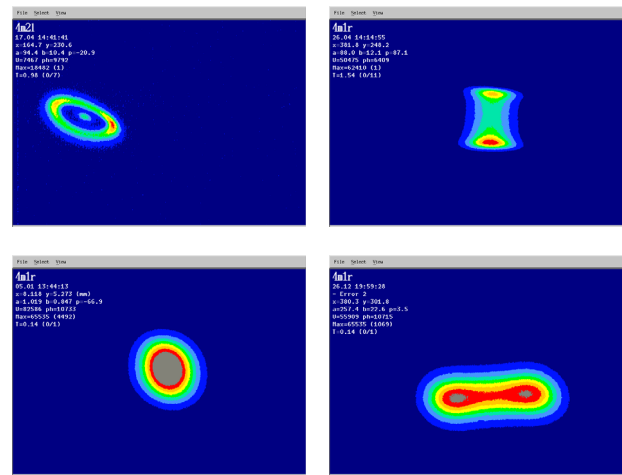 File Select View
4m2l
17.04 14:41:41
x=164.7 y=230.6
a=94.4 b=10.4 p=-20.9
U=7467 ph=9792
Max=18482 (1)
T=0.98 (0/7)
File Select View
4m1r
26.04 14:14:55
x=381.8 y=248.2
a=88.0 b=12.1 p=87.1
U=50475 ph=6409
Max=62410 (1)
T=1.54 (0/11)
File Select View
4m1r
05.01 13:44:13
x=8.118 y=5.273 (mm)
a=1.019 b=0.847 p=-66.9
U=82586 ph=10733
Max=65535 (4492)
T=0.14 (0/1)
File Select View
4m1r
26.12 19:59:28
- Error 2
x=380.3 y=301.8
a=257.4 b=22.6 p=3.5
U=55909 ph=10715
Max=65535 (1069)
T=0.14 (0/1)